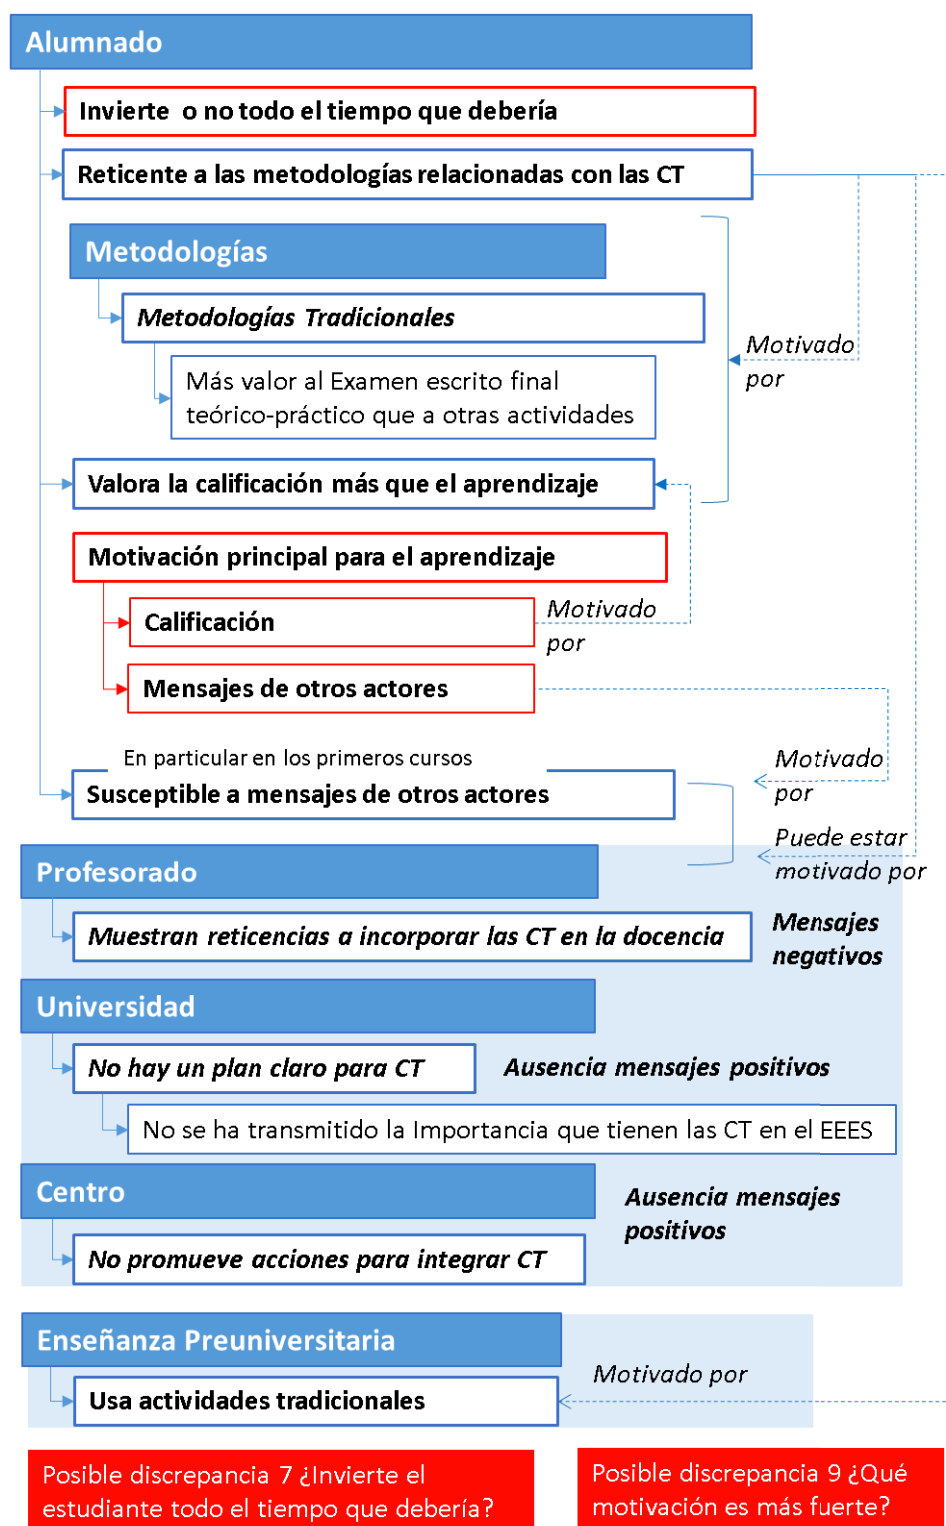 Alumnado
Invierte o no todo el tiempo que debería
Reticente a las metodologías relacionadas con las CT
Metodologías
Metodologías Tradicionales
Más valor al Examen escrito final
teórico-práctico que a otras actividades
Motivado
por
Valora la calificación más que el aprendizaje
Motivación principal para el aprendizaje
Calificación
Motivado
por
Mensajes de otros actores
En particular en los primeros cursos
Susceptible a mensajes de otros actores
Motivado
por
Puede estar
motivado por
Profesorado
Muestran reticencias a incorporar las CT en la docencia
Mensajes
negativos
Universidad
No hay un plan claro para CT
Ausencia mensajes positivos
No se ha transmitido la Importancia que tienen las CT en el EEES
Centro
Ausencia mensajes
positivos
No promueve acciones para integrar CT
Enseñanza Preuniversitaria
Motivado por
Usa actividades tradicionales
Posible discrepancia 7 ¿Invierte el
estudiante todo el tiempo que debería?
Posible discrepancia 9 ¿Qué
motivación es más fuerte?